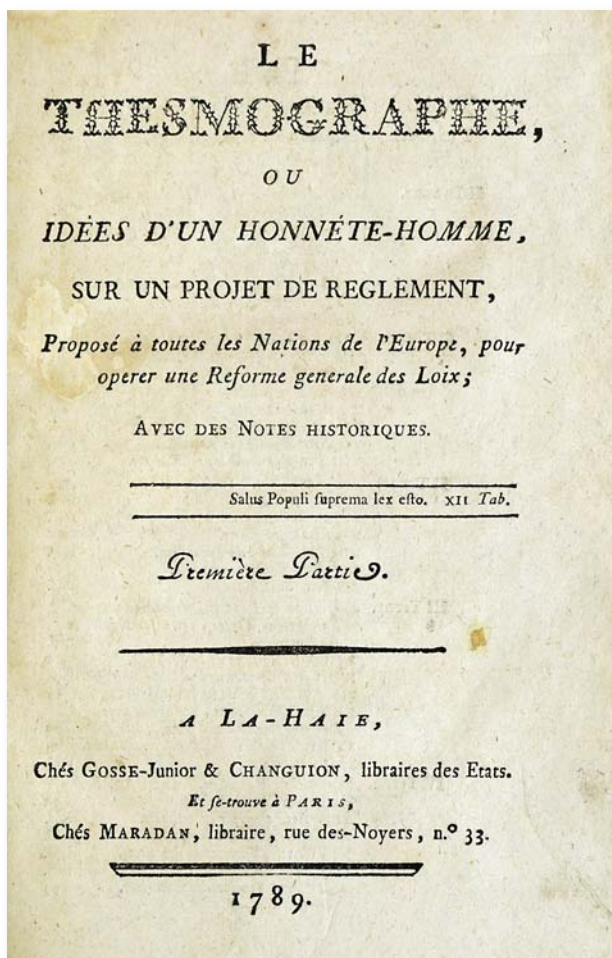 LE
THESMOGRAPHE,
OU
IDÉES D'UN HONNÉTE-HOMME,
SUR UN PROJET DE REGLEMENT,
Proposé à toutes les Nations de l'Europe, pour
operer une Reforme generale des Loix;
AVEC DES NOTES HISTORIQUES.
Salus Populi ſuprema lex eſto. XII Tab.
Première Partie.
A LA-HAIE,
Chés GOSSE-Junior & CHANGUION, libraires des Etats.
Et ſe-trouve à PARIS,
Chés MARADAN, libraire, rue des-Noyers, n.º 33.
1789.